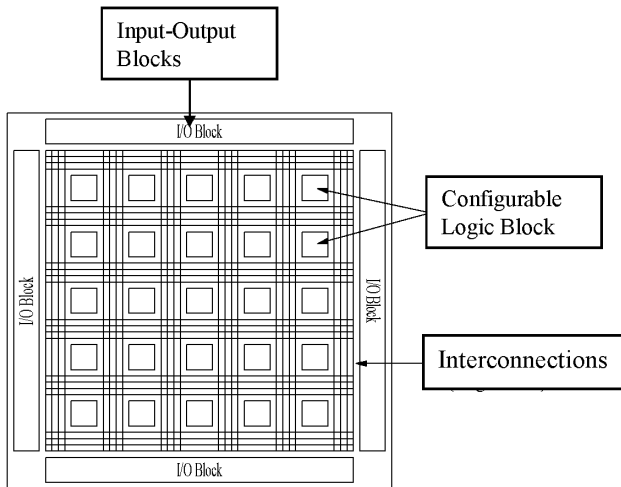 Input-Output
Blocks
I/O Block
Configurable
Logic Block
I/O Block
I/O Block
Interconnections
I/O Block